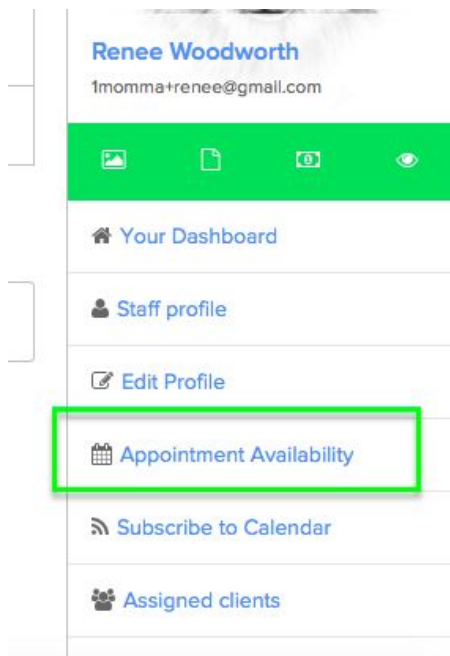 Renee Woodworth
1momma+renee@gmail.com
Your Dashboard
Staff profile
Edit Profile
Appointment Availability
Subscribe to Calendar
Assigned clients